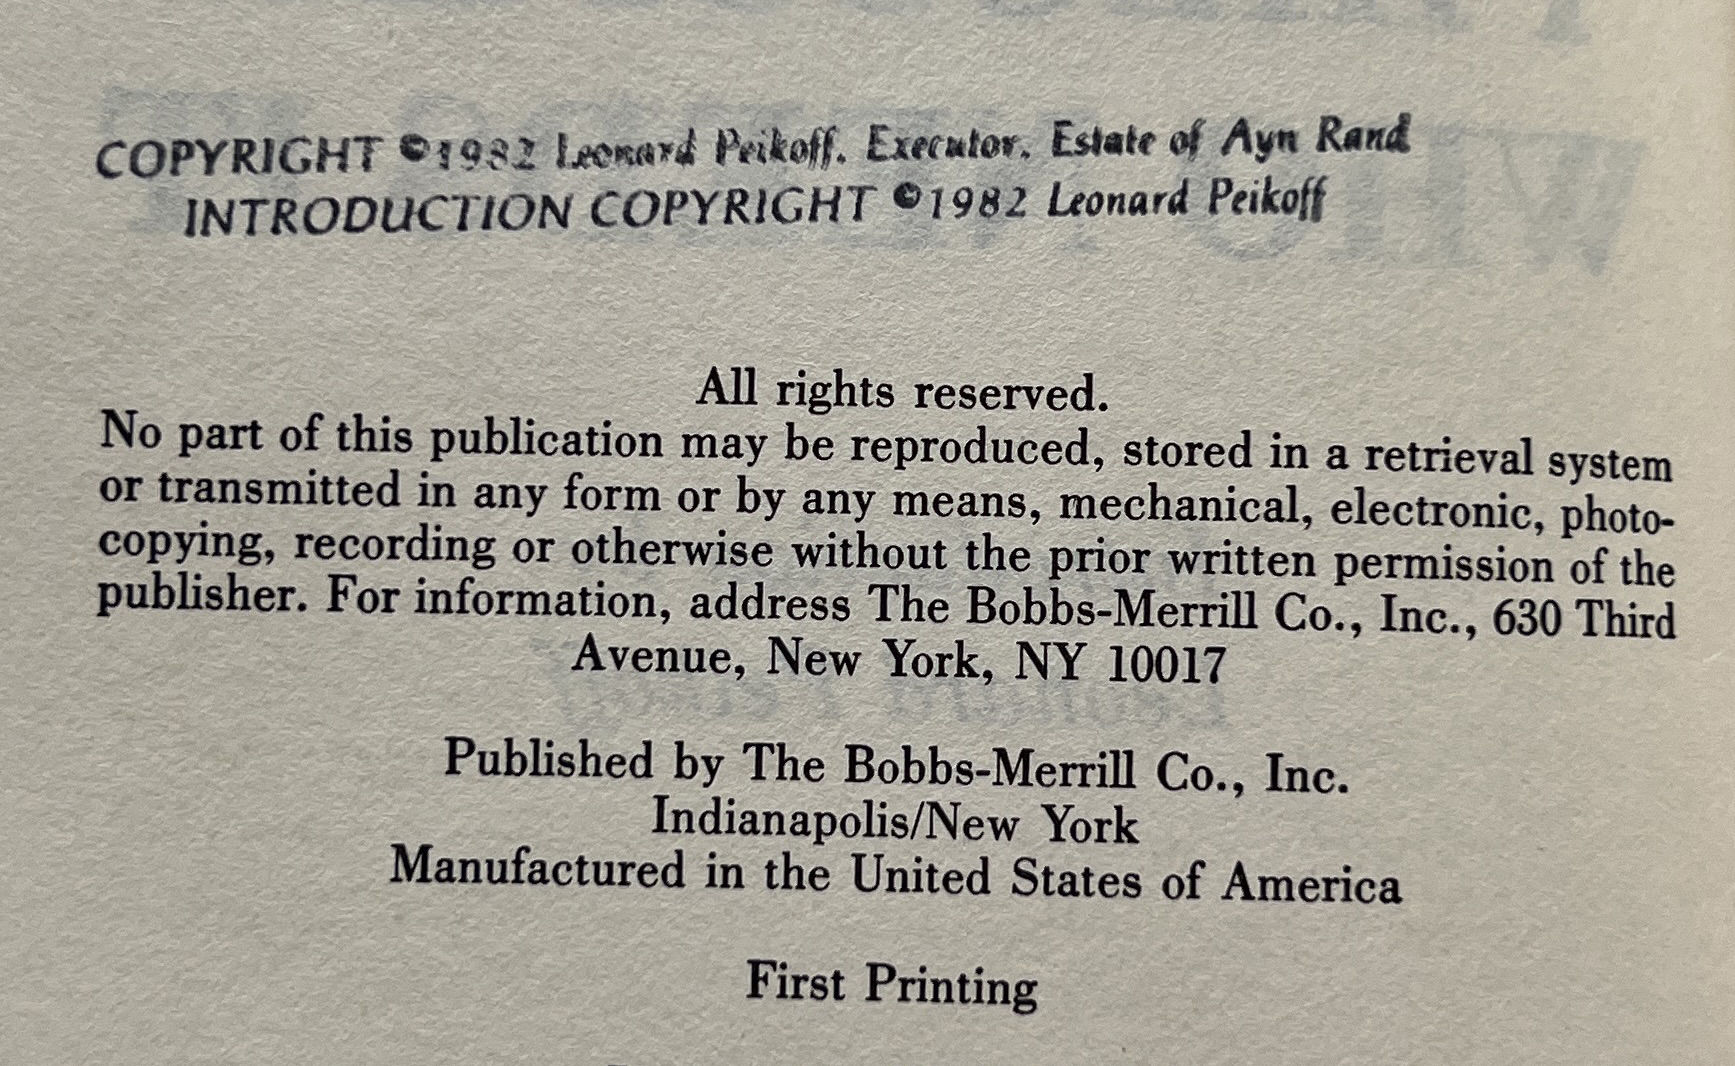 COPYRIGHT ©1982 Leonard Peikoff. Executor. Estate of Ayn Rand
INTRODUCTION COPYRIGHT ©1982 Leonard Peikoff
All rights reserved.
No part of this publication may be reproduced, stored in a retrieval system
or transmitted in any form or by any means, mechanical, electronic, photo-
copying, recording or otherwise without the prior written permission of the
publisher. For information, address The Bobbs-Merrill Co., Inc., 630 Third
Avenue, New York, NY 10017
Published by The Bobbs-Merrill Co., Inc.
Indianapolis/New York
Manufactured in the United States of America
First Printing